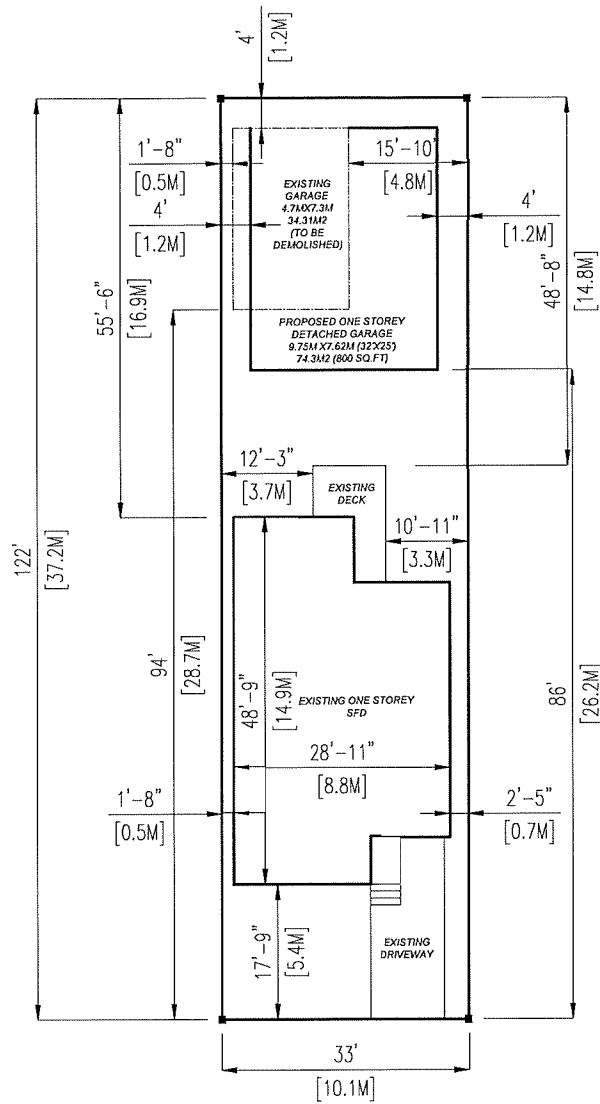 4'
[1.2M]
1'-8"
[0.5M]
15'-10'
[4.8M]
EXISTING
GARAGE
4.7MX7.3M
34.31M2
(TO BE
DEMOLISHED)
4'
[1.2M]
4'
[1.2M]
55'-6"
[16.9M]
48'-8"
[14.8M]
PROPOSED ONE STOREY
DETACHED GARAGE
9.75M X7.62M (32'X25')
74.3M2 (800 SQ.FT)
12'-3"
[3.7M]
EXISTING
DECK
10'-11"
[3.3M]
122'
[37.2M]
94'
[28.7M]
48'-9"
[14.9M]
EXISTING ONE STOREY
SFD
28'-11"
[8.8M]
86'
[26.2M]
1'-8"
[0.5M]
2'-5"
[0.7M]
17'-9"
[5.4M]
EXISTING
DRIVEWAY
33'
[10.1M]